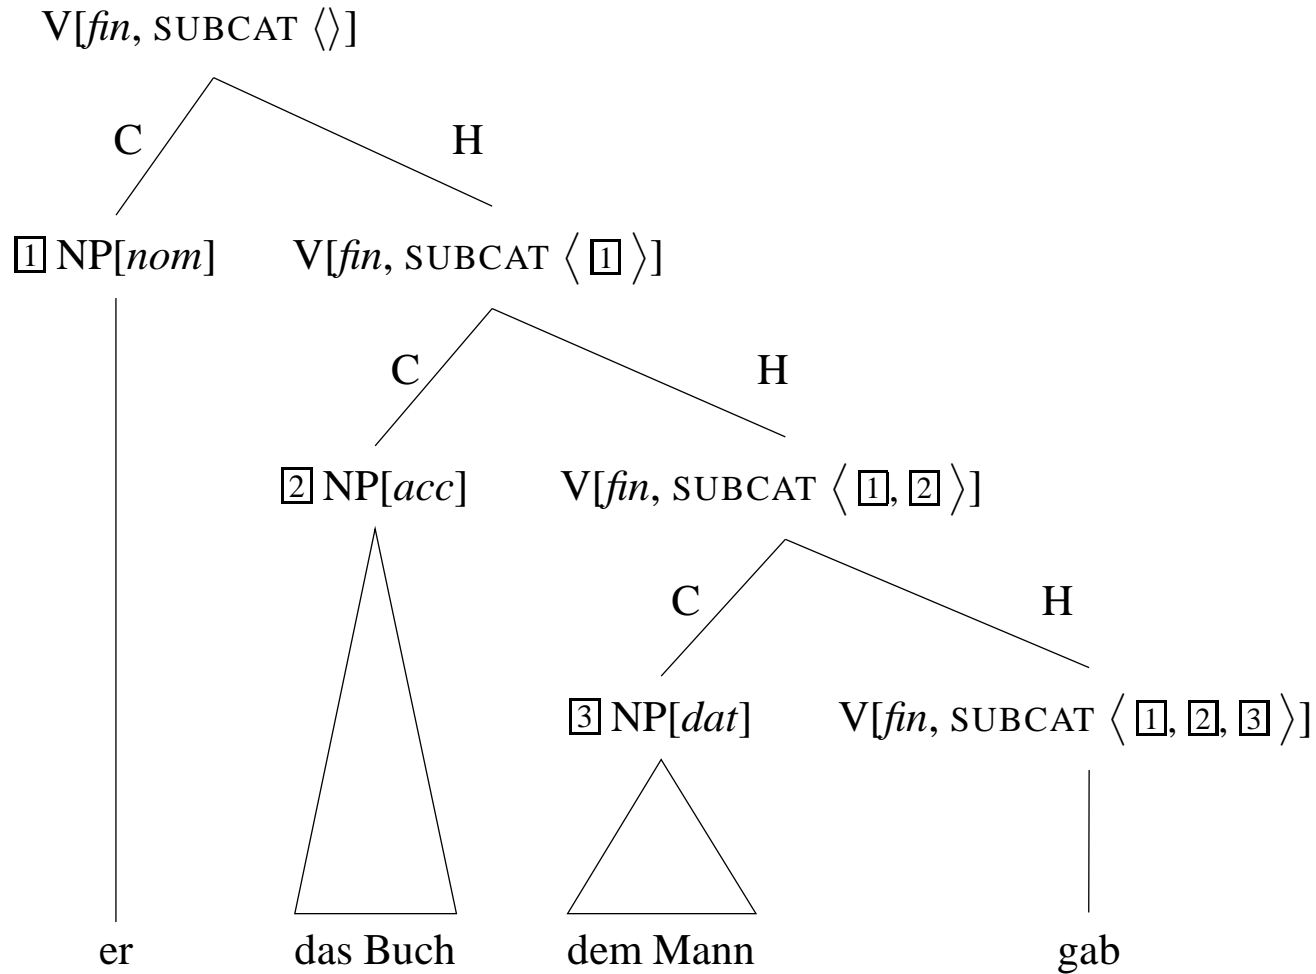 V[fin, SUBCAT ⟨⟩]
C H
1 NP[nom] V[fin, SUBCAT ⟨ 1 ⟩]
C H
2 NP[acc] V[fin, SUBCAT ⟨ 1, 2 ⟩]
C H
3 NP[dat] V[fin, SUBCAT ⟨ 1, 2, 3 ⟩]
er das Buch dem Mann gab